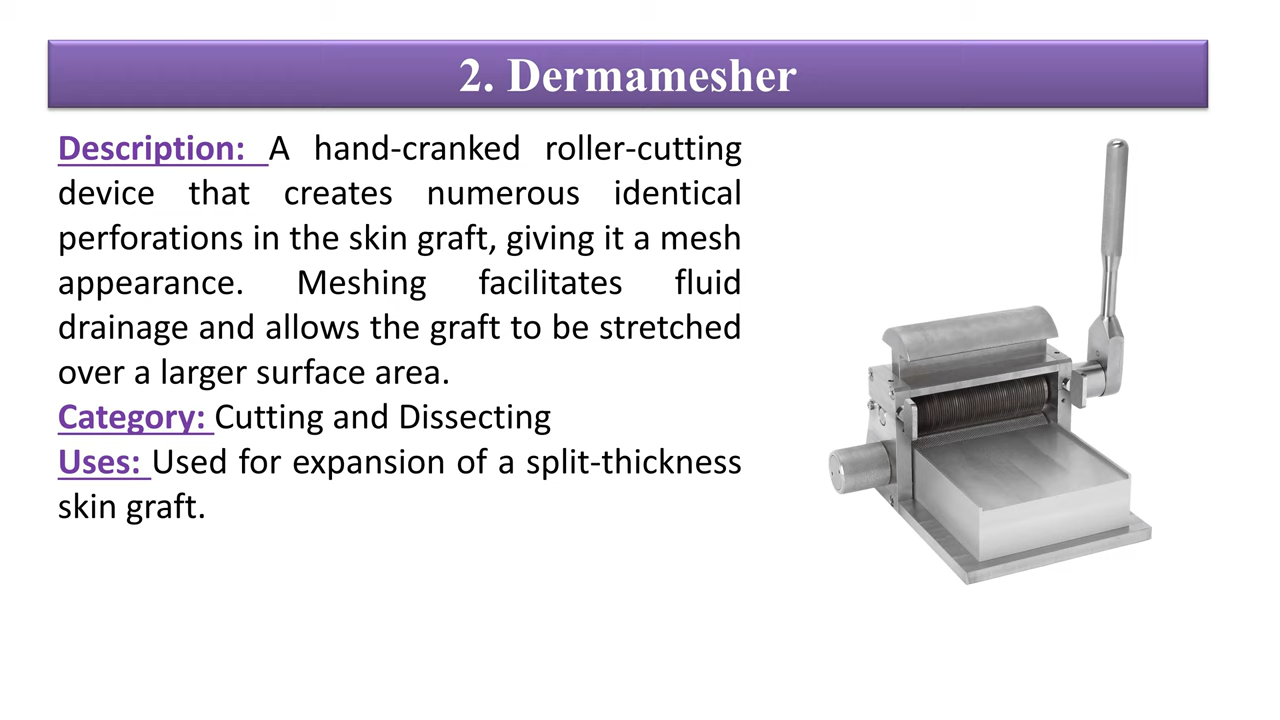 2. Dermamesher
Description: A hand-cranked roller-cutting
device that creates numerous identical
perforations in the skin graft, giving it a mesh
appearance. Meshing facilitates fluid
drainage and allows the graft to be stretched
over a larger surface area.
Category: Cutting and Dissecting
Uses: Used for expansion of a split-thickness
skin graft.